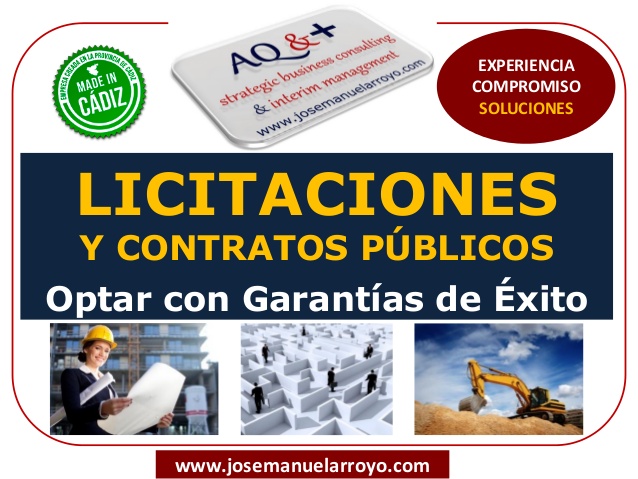 EMPRESA CREADA EN LA PROVINCIA DE CÁDIZ
MADE IN
CÁDIZ
AQ&+
strategic business consulting
& interim management
www.josemanuelarroyo.com
EXPERIENCIA
COMPROMISO
SOLUCIONES
LICITACIONES
Y CONTRATOS PÚBLICOS
Optar con Garantías de Éxito
www.josemanuelarroyo.com